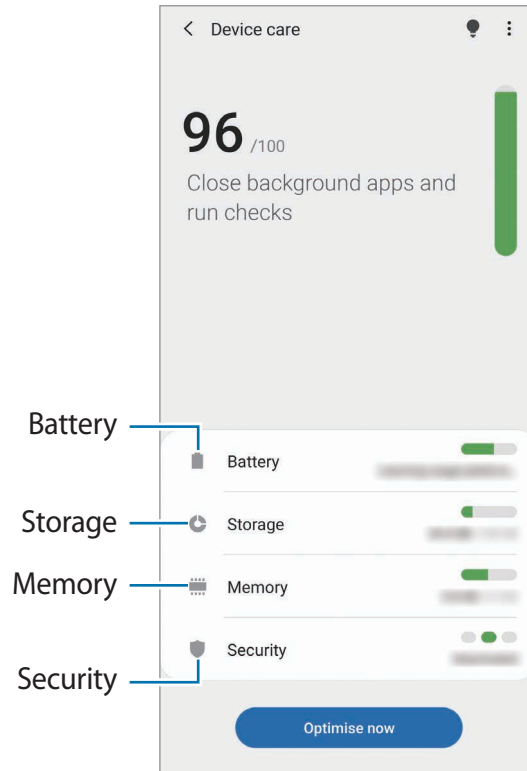 Device care
96 /100
Close background apps and
run checks
Battery
Battery
Storage
Storage
Memory
Memory
Security
Security
Optimise now